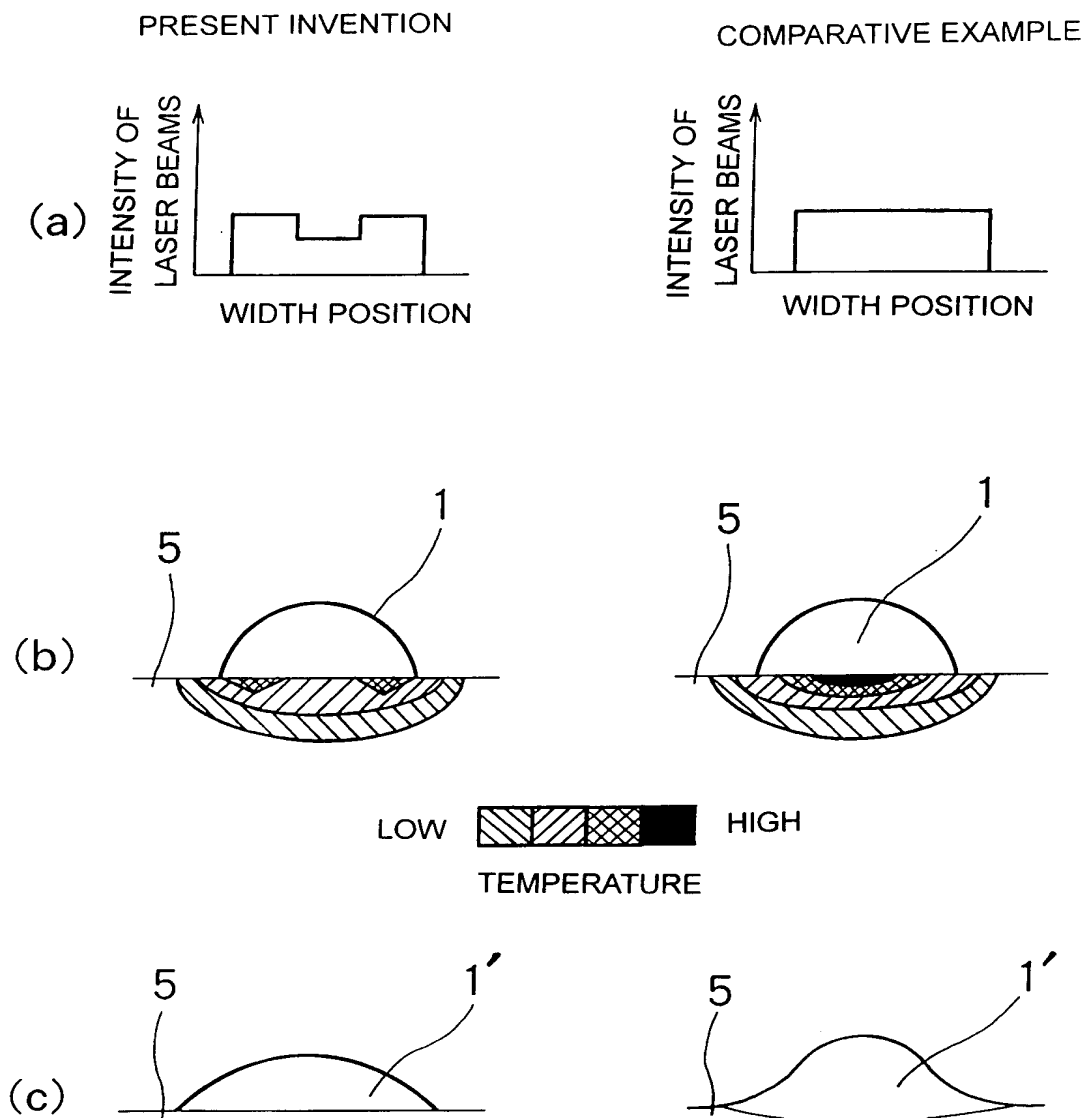 PRESENT INVENTION
COMPARATIVE EXAMPLE
(a)
INTENSITY OF
LASER BEAMS
WIDTH POSITION
INTENSITY OF
LASER BEAMS
WIDTH POSITION
(b)
5
1
5
1
LOW
HIGH
TEMPERATURE
(c)
5
1′
5
1′